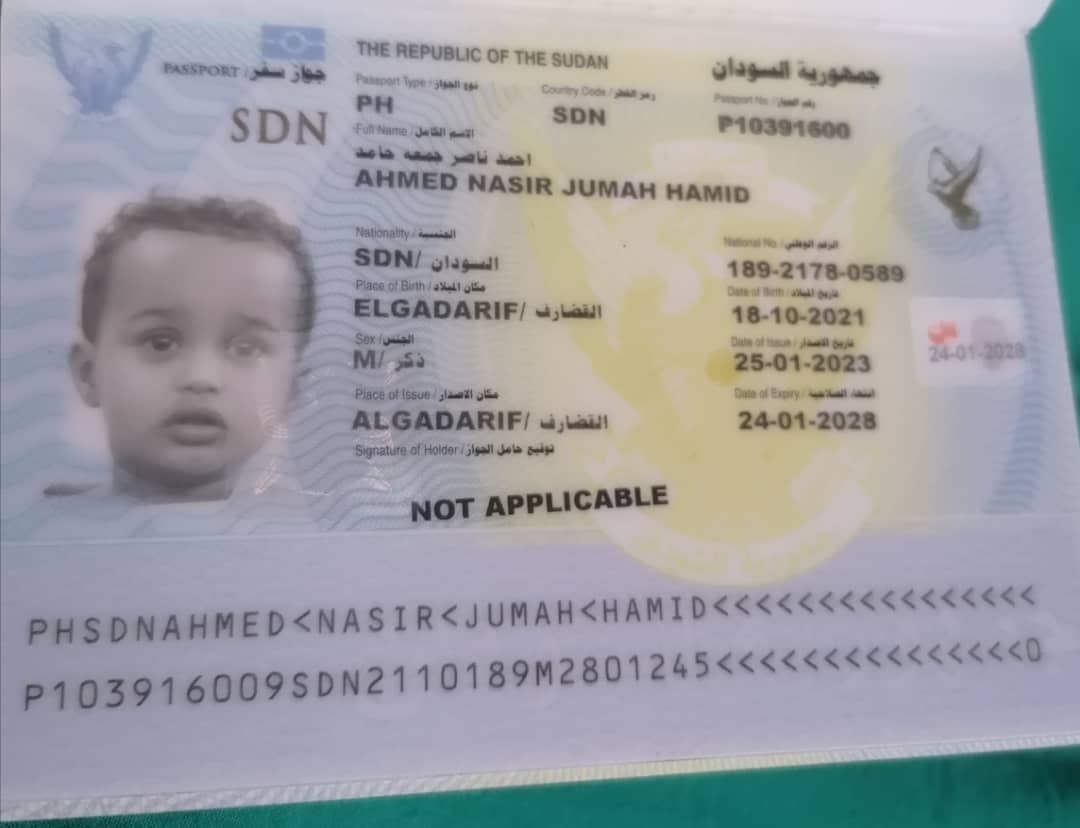 THE REPUBLIC OF THE SUDAN
جمهورية السودان
PASSPORT / جواز سفر
SDN
Passport Type / نوع الجواز
PH
Country Code / رمز القطر
SDN
Passport No. / رقم الجواز
P10391600
Full Name / الاسم الكامل
احمد ناصر جمعه حامد
AHMED NASIR JUMAH HAMID
Nationality / الجنسية
SDN/ السودان
National No. / الرقم الوطني
189-2178-0589
Place of Birth / مكان الميلاد
ELGADARIF/ القضارف
Date of Birth / تاريخ الميلاد
18-10-2021
Sex / الجنس
M/ ذكر
Date of Issue / تاريخ الاصدار
25-01-2023
24-01-2028
Place of Issue / مكان الاصدار
ALGADARIF/ القضارف
Date of Expiry / انتهاء الصلاحية
24-01-2028
Signature of Holder / توقيع حامل الجواز
NOT APPLICABLE
PHSDNAHMED<NASIR<JUMAH<HAMID<<<<<<<<<<<<<<<<
P103916009SDN2110189M2801245<<<<<<<<<<<<<<<0